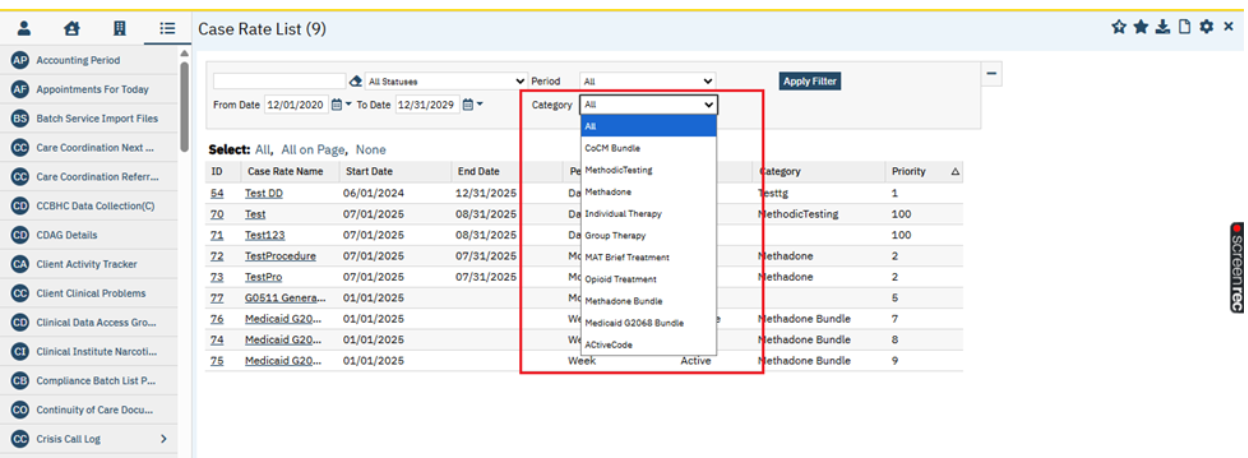 Case Rate List (9)
AP Accounting Period
AF Appointments For Today
BS Batch Service Import Files
CC Care Coordination Next ...
CC Care Coordination Referr...
CD CCBHC Data Collection(C)
CD CDAG Details
CA Client Activity Tracker
CC Client Clinical Problems
CD Clinical Data Access Gro...
CI Clinical Institute Narcoti...
CB Compliance Batch List P...
CO Continuity of Care Docu...
CC Crisis Call Log
All Statuses Period All Apply Filter
From Date 12/01/2020 To Date 12/31/2029 Category All
All
CoCM Bundle
MethodicTesting
Methadone
Individual Therapy
Group Therapy
MAT Brief Treatment
Opioid Treatment
Methadone Bundle
Medicaid G2068 Bundle
ACtiveCode
Select: All, All on Page, None
ID Case Rate Name Start Date End Date Pe Category Priority
54 Test DD 06/01/2024 12/31/2025 Da Testtg 1
70 Test 07/01/2025 08/31/2025 Da MethodicTesting 100
71 Test123 07/01/2025 08/31/2025 Da 100
72 TestProcedure 07/01/2025 07/31/2025 Mo Methadone 2
73 TestPro 07/01/2025 07/31/2025 Mo Methadone 2
77 G0511 Genera... 01/01/2025 Mo 5
76 Medicaid G20... 01/01/2025 We e Methadone Bundle 7
74 Medicaid G20... 01/01/2025 We Methadone Bundle 8
75 Medicaid G20... 01/01/2025 Week Active Methadone Bundle 9
screenrec